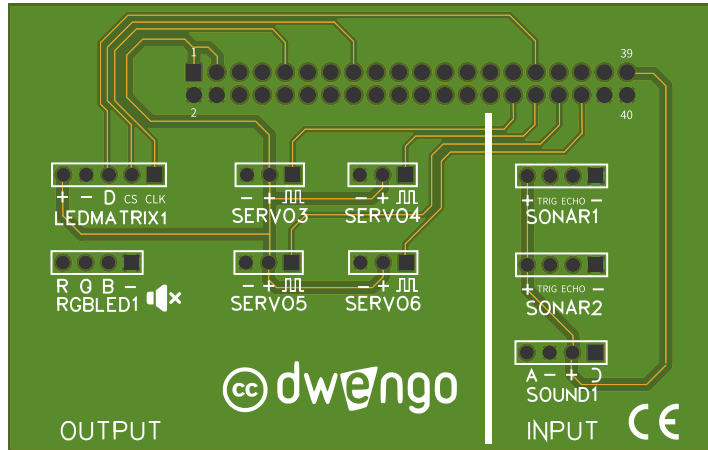 1 39
2 40
+ − D CS CLK
LEDMATRIX1
− +
SERVO3
− +
SERVO4
+ TRIG ECHO −
SONAR1
R G B −
RGBLED1
− +
SERVO5
− +
SERVO6
+ TRIG ECHO −
SONAR2
A − + D
SOUND1
cc dwengo
OUTPUT
INPUT CE